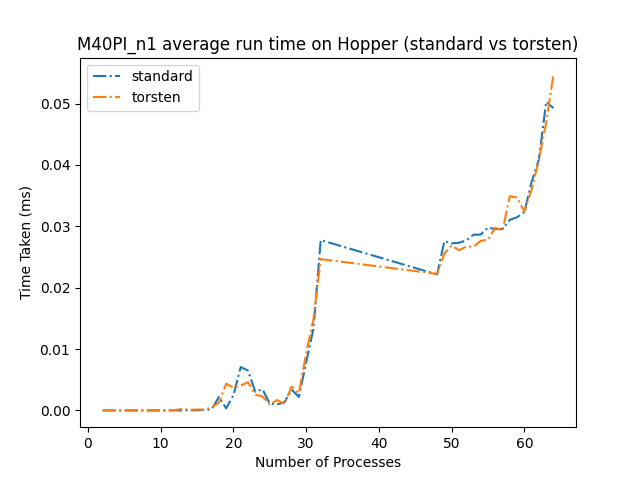 M40PI_n1 average run time on Hopper (standard vs torsten)
standard
torsten
0.05
0.04
0.03
0.02
0.01
0.00
Time Taken (ms)
0 10 20 30 40 50 60
Number of Processes